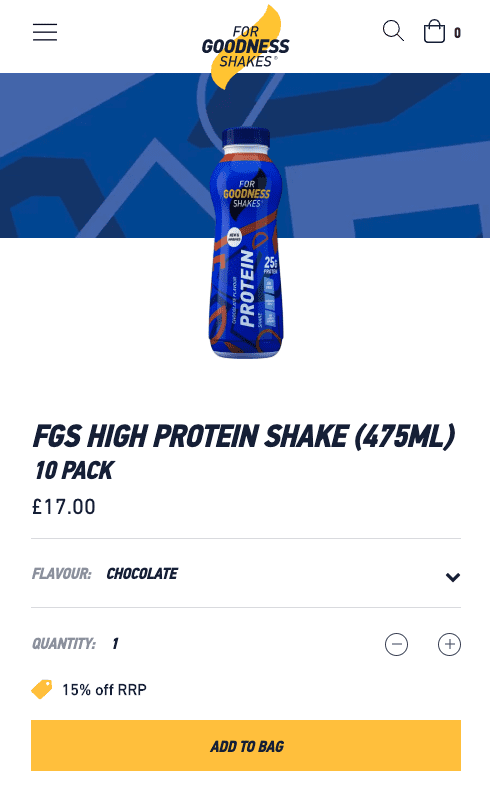 FOR
GOODNESS
SHAKES®
0
FOR
GOODNESS
SHAKES
PROTEIN
SHAKE
CHOCOLATE FLAVOUR
25g
PROTEIN
FGS HIGH PROTEIN SHAKE (475ML)
10 PACK
£17.00
FLAVOUR: CHOCOLATE
QUANTITY: 1
15% off RRP
ADD TO BAG